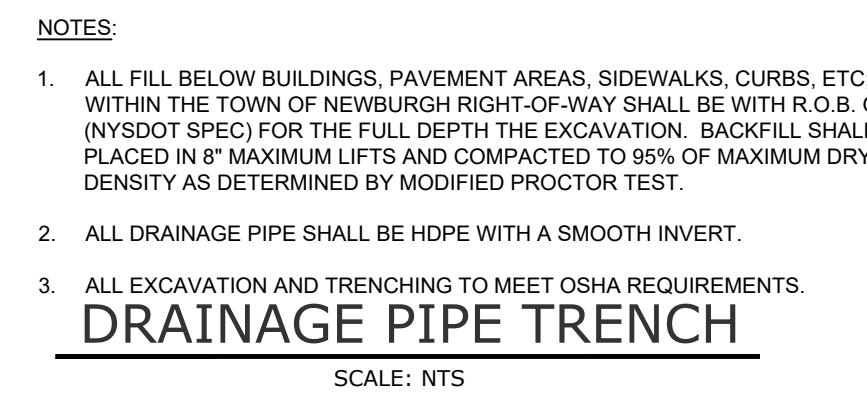 NOTES:
1. ALL FILL BELOW BUILDINGS, PAVEMENT AREAS, SIDEWALKS, CURBS, ETC;
WITHIN THE TOWN OF NEWBURGH RIGHT-OF-WAY SHALL BE WITH R.O.B.
(NYSDOT SPEC) FOR THE FULL DEPTH THE EXCAVATION. BACKFILL SHALL
PLACED IN 8" MAXIMUM LIFTS AND COMPACTED TO 95% OF MAXIMUM DRY
DENSITY AS DETERMINED BY MODIFIED PROCTOR TEST.
2. ALL DRAINAGE PIPE SHALL BE HDPE WITH A SMOOTH INVERT.
3. ALL EXCAVATION AND TRENCHING TO MEET OSHA REQUIREMENTS.
DRAINAGE PIPE TRENCH
SCALE: NTS